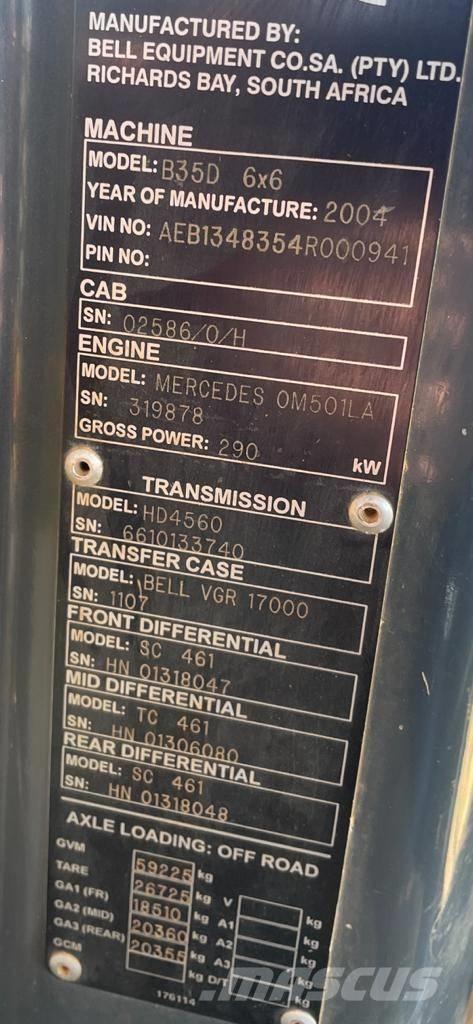 MANUFACTURED BY:
BELL EQUIPMENT CO.SA. (PTY) LTD.
RICHARDS BAY, SOUTH AFRICA
MACHINE
MODEL: B35D 6x6
YEAR OF MANUFACTURE: 2004
VIN NO: AEB1348354R000941
PIN NO:
CAB
SN: 02586/0/H
ENGINE
MODEL: MERCEDES OM501LA
SN: 319878
GROSS POWER: 290 kW
TRANSMISSION
MODEL: HD4560
SN: 6610133740
TRANSFER CASE
MODEL: BELL VGR 17000
SN: 1107
FRONT DIFFERENTIAL
MODEL: SC 461
SN: HN 01318047
MID DIFFERENTIAL
MODEL: TC 461
SN: HN 01306080
REAR DIFFERENTIAL
MODEL: SC 461
SN: HN 01318048
AXLE LOADING: OFF ROAD
GVM 59225 kg
TARE 26725 kg V kg
GA1 (FR) 18510 kg A1 kg
GA2 (MID) 20360 kg A2 kg
GA3 (REAR) 20355 kg A3 kg
GCM kg D/T kg
176114
mascus